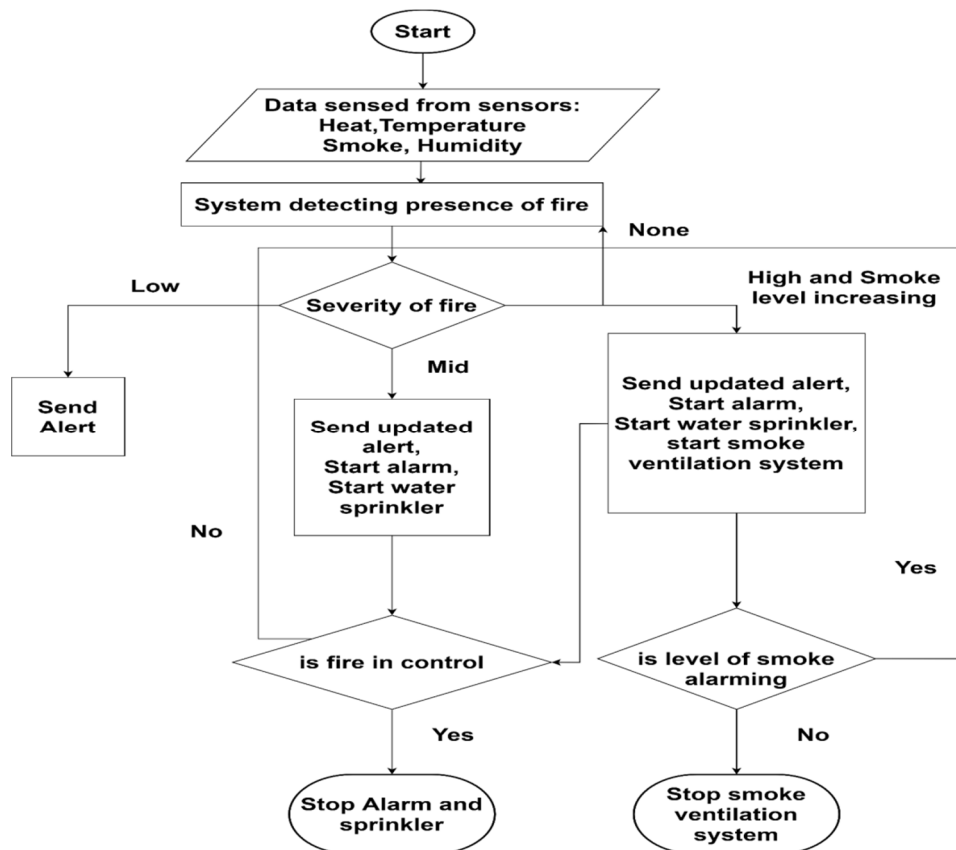 Start
Data sensed from sensors:
Heat,Temperature
Smoke, Humidity
System detecting presence of fire
None
Low
Severity of fire
High and Smoke
level increasing
Mid
Send
Alert
Send updated
alert,
Start alarm,
Start water
sprinkler
Send updated alert,
Start alarm,
Start water sprinkler,
start smoke
ventilation system
No
Yes
is fire in control
is level of smoke
alarming
Yes
No
Stop Alarm and
sprinkler
Stop smoke
ventilation
system